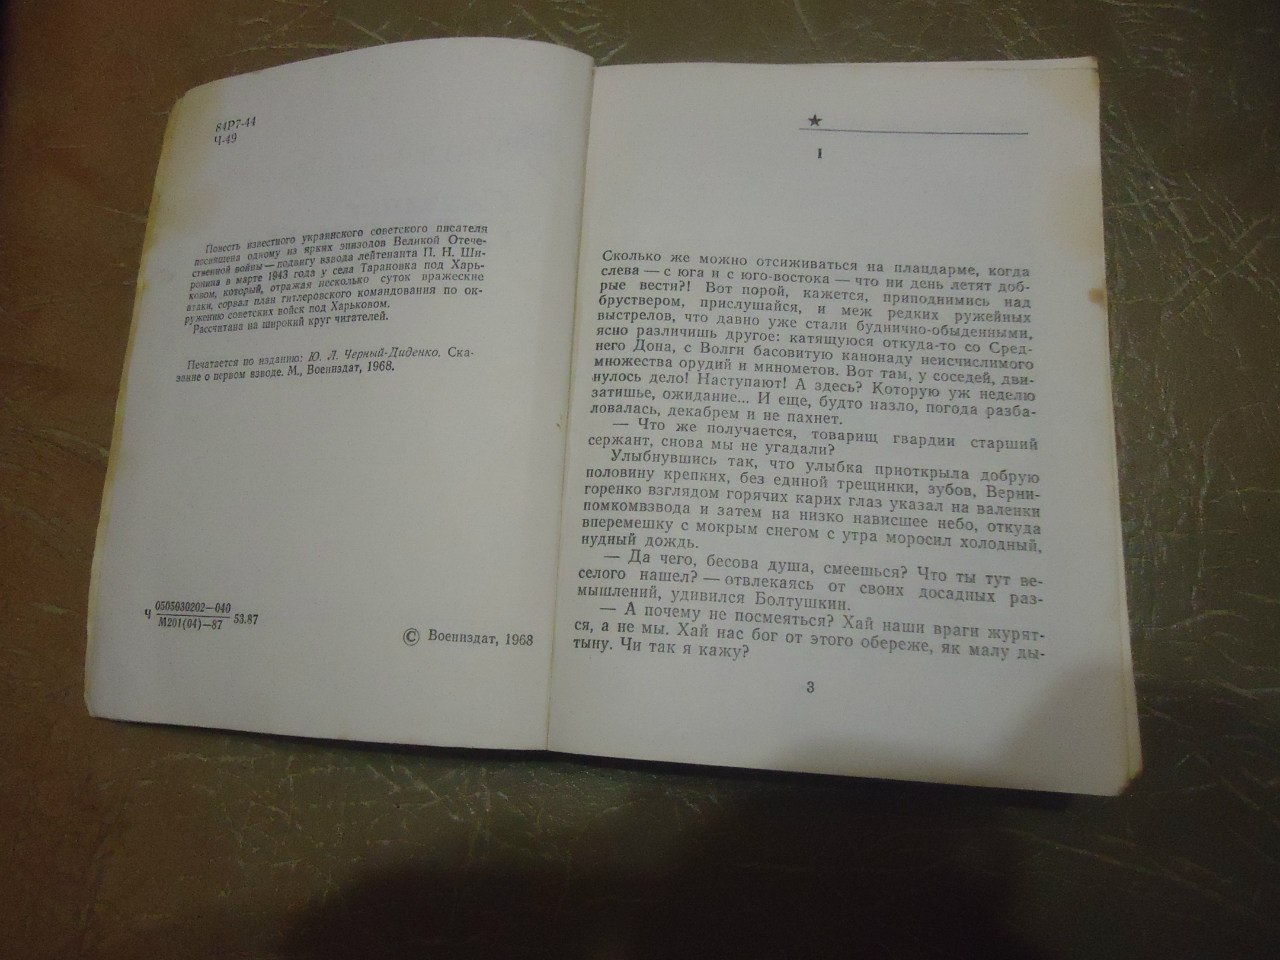 84Р7-44
Ч-49
Повесть известного украинского советского писателя
посвящена одному из ярких эпизодов Великой Отече-
ственной войны — подвигу взвода лейтенанта П. Н. Ши-
ронина в марте 1943 года у села Тарановка под Харь-
ковом, который, отражая несколько суток вражеские
атаки, сорвал план гитлеровского командования по ок-
ружению советских войск под Харьковом.
Рассчитана на широкий круг читателей.
Печатается по изданию: Ю. Л. Черный-Диденко. Ска-
зание о первом взводе. М., Воениздат, 1968.
Ч 0505030202—040
М201(04)—87 53.87
© Воениздат, 1968
★
I
Сколько же можно отсиживаться на плацдарме, когда
слева — с юга и с юго-востока — что ни день летят доб-
рые вести?! Вот порой, кажется, приподнимись над
бруствером, прислушайся, и меж редких ружейных
выстрелов, что давно уже стали буднично-обыденными,
ясно различишь другое: катящуюся откуда-то со Сред-
него Дона, с Волги басовитую канонаду неисчислимого
множества орудий и минометов. Вот там, у соседей, дви-
нулось дело! Наступают! А здесь? Которую уж неделю
затишье, ожидание... И еще, будто назло, погода разба-
ловалась, декабрем и не пахнет.
— Что же получается, товарищ гвардии старший
сержант, снова мы не угадали?
Улыбнувшись так, что улыбка приоткрыла добрую
половину крепких, без единой трещинки, зубов, Верни-
горенко взглядом горячих карих глаз указал на валенки
помкомвзвода и затем на низко нависшее небо, откуда
вперемешку с мокрым снегом с утра моросил холодный,
нудный дождь.
— Да чего, бесова душа, смеешься? Что ты тут ве-
селого нашел? — отвлекаясь от своих досадных раз-
мышлений, удивился Болтушкин.
— А почему не посмеяться? Хай наши враги журят-
ся, а не мы. Хай нас бог от этого обереже, як малу ды-
тыну. Чи так я кажу?
3